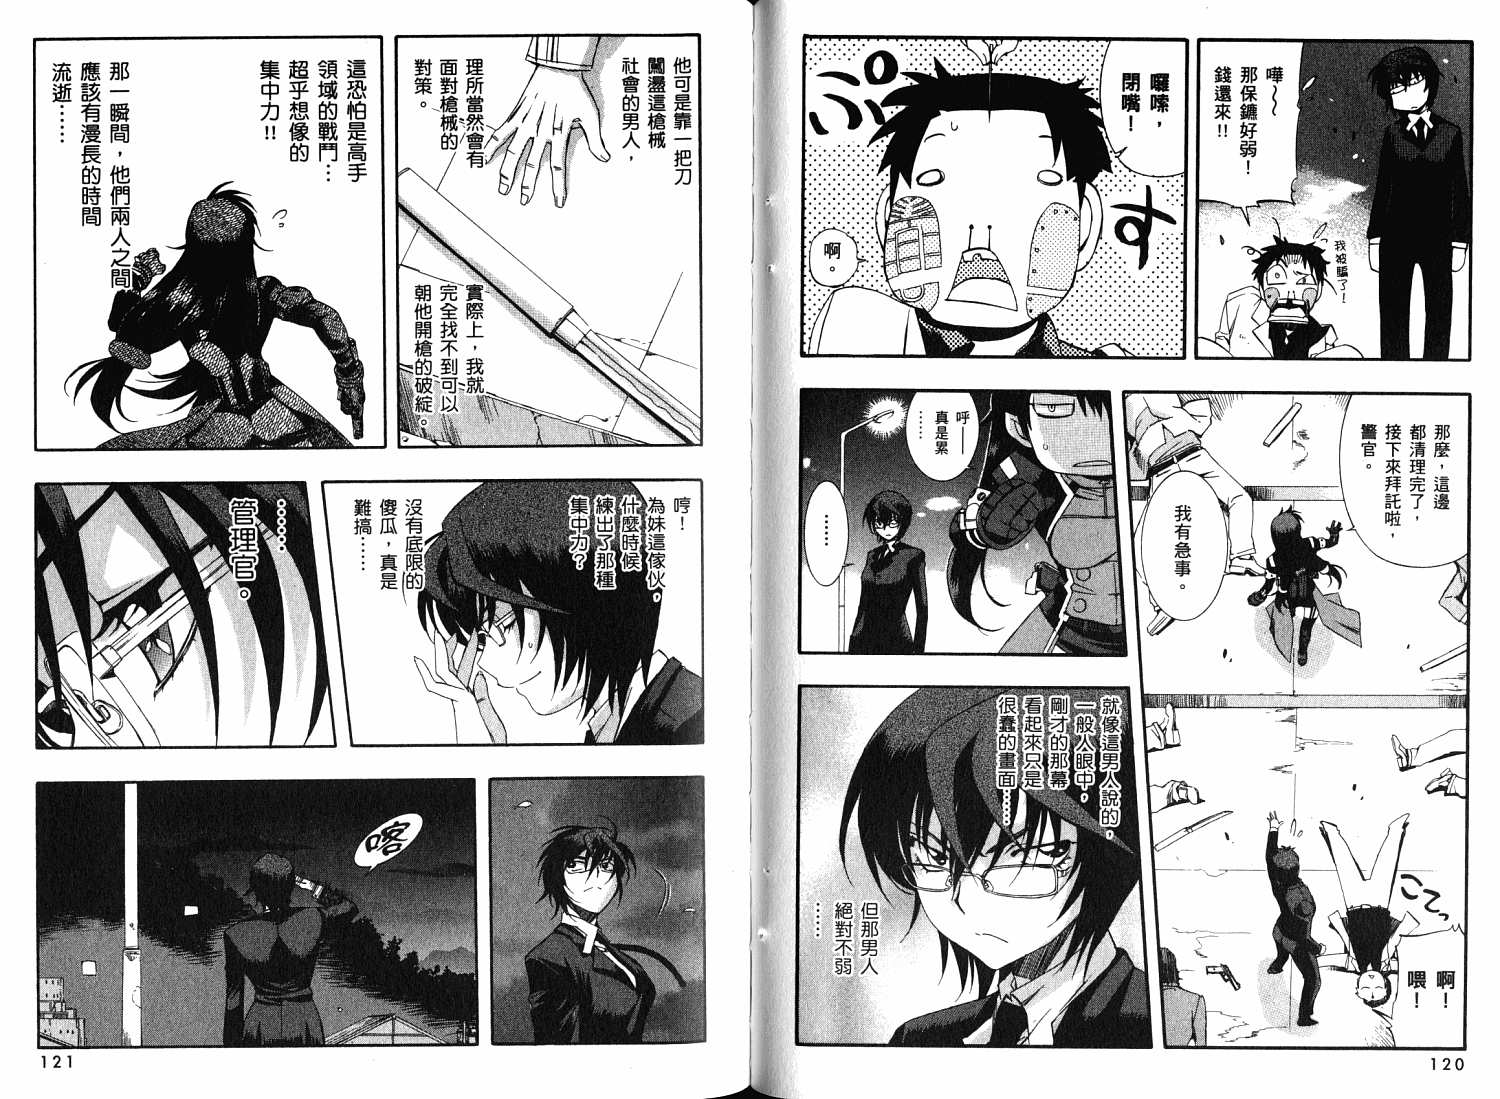 嘩～
那保鑣好弱！
錢還來！！
我被騙了！
囉嗦，
閉嘴！
ぷ
す
啊。
那麼，這邊
都清理完了，
接下來拜託啦，
警官。
我有急事。
啊！
喂！
こてっ
呼——
真是累
……
……
就像這男人說的，
一般人眼中，
剛才的那幕
看起來只是
很蠢的畫面……
但那男人
絕對不弱
……
120
他可是靠一把刀
闖盪這槍械
社會的男人，
理所當然會有
面對槍械的
對策。
實際上，我就
完全找不到可以
朝他開槍的破綻。
這恐怕是高手
領域的戰鬥…
超乎想像的
集中力！！
那一瞬間，他們兩人之間
應該有漫長的時間
流逝……
哼！
為妹這傢伙，
什麼時候
練出了那種
集中力？
沒有底限的
傻瓜，真是
難搞……
……
管理官。
喀
121